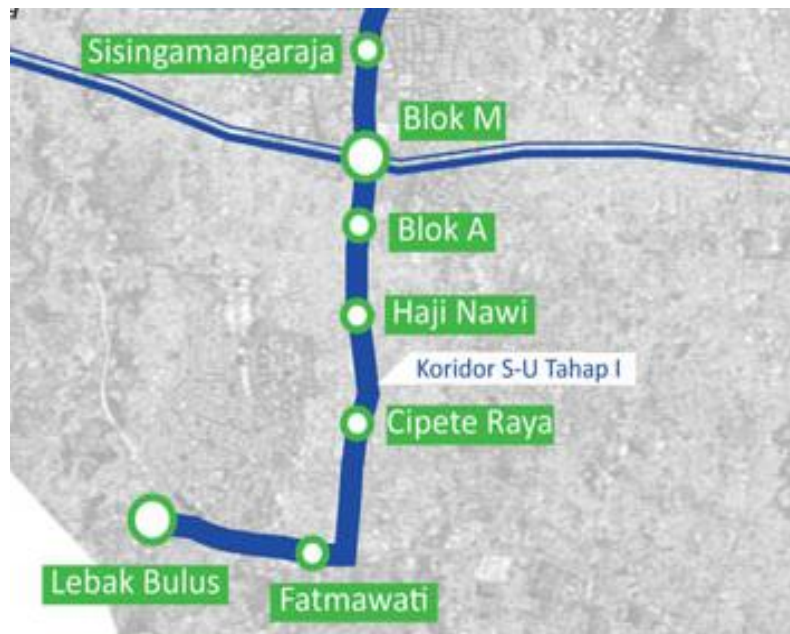 Sisingamangaraja
Blok M
Blok A
Haji Nawi
Koridor S-U Tahap I
Cipete Raya
Lebak Bulus
Fatmawati